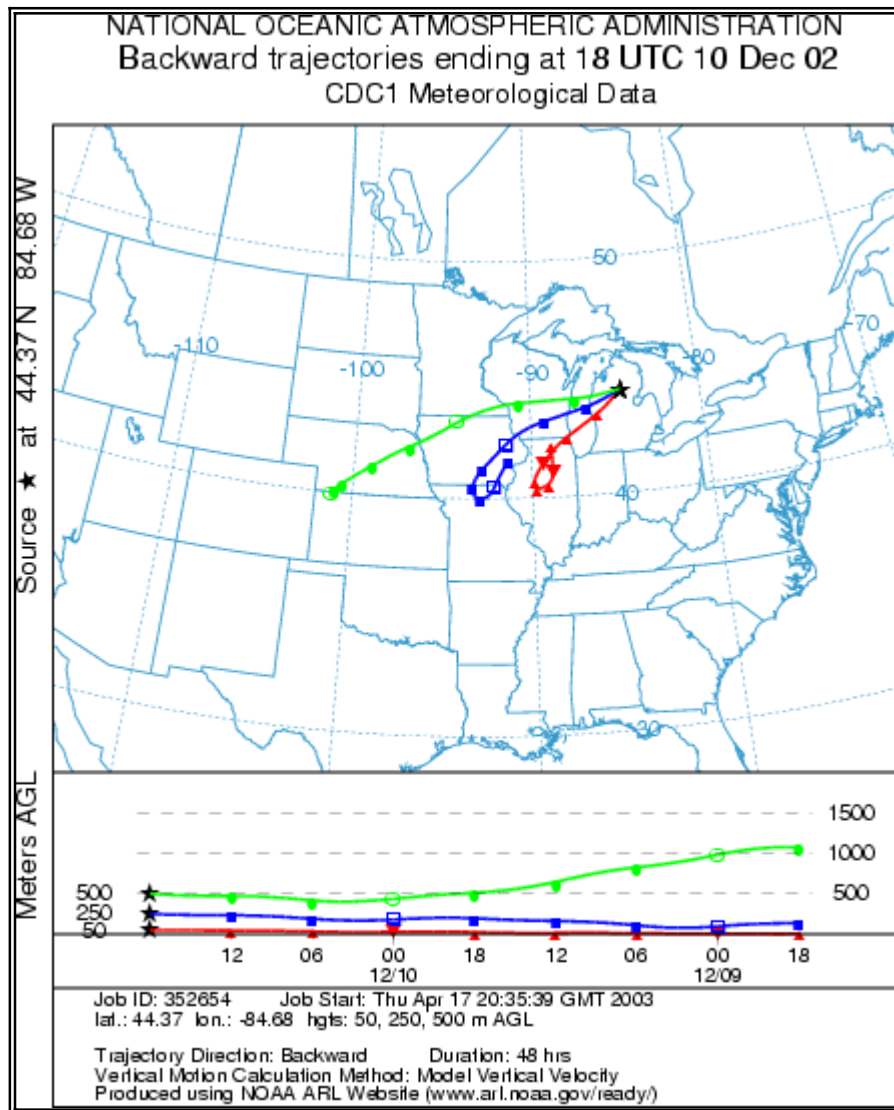 NATIONAL OCEANIC ATMOSPHERIC ADMINISTRATION
Backward trajectories ending at 18 UTC 10 Dec 02
CDC1 Meteorological Data
Source ★ at 44.37 N 84.68 W
50
-70
-80
-110
-90
-100
40
30
Meters AGL
1500
1000
500 500
250
50
12 06 00 18 12 06 00 18
12/10 12/09
Job ID: 352654 Job Start: Thu Apr 17 20:35:39 GMT 2003
lat.: 44.37 lon.: -84.68 hgts: 50, 250, 500 m AGL
Trajectory Direction: Backward Duration: 48 hrs
Vertical Motion Calculation Method: Model Vertical Velocity
Produced using NOAA ARL Website (www.arl.noaa.gov/ready/)